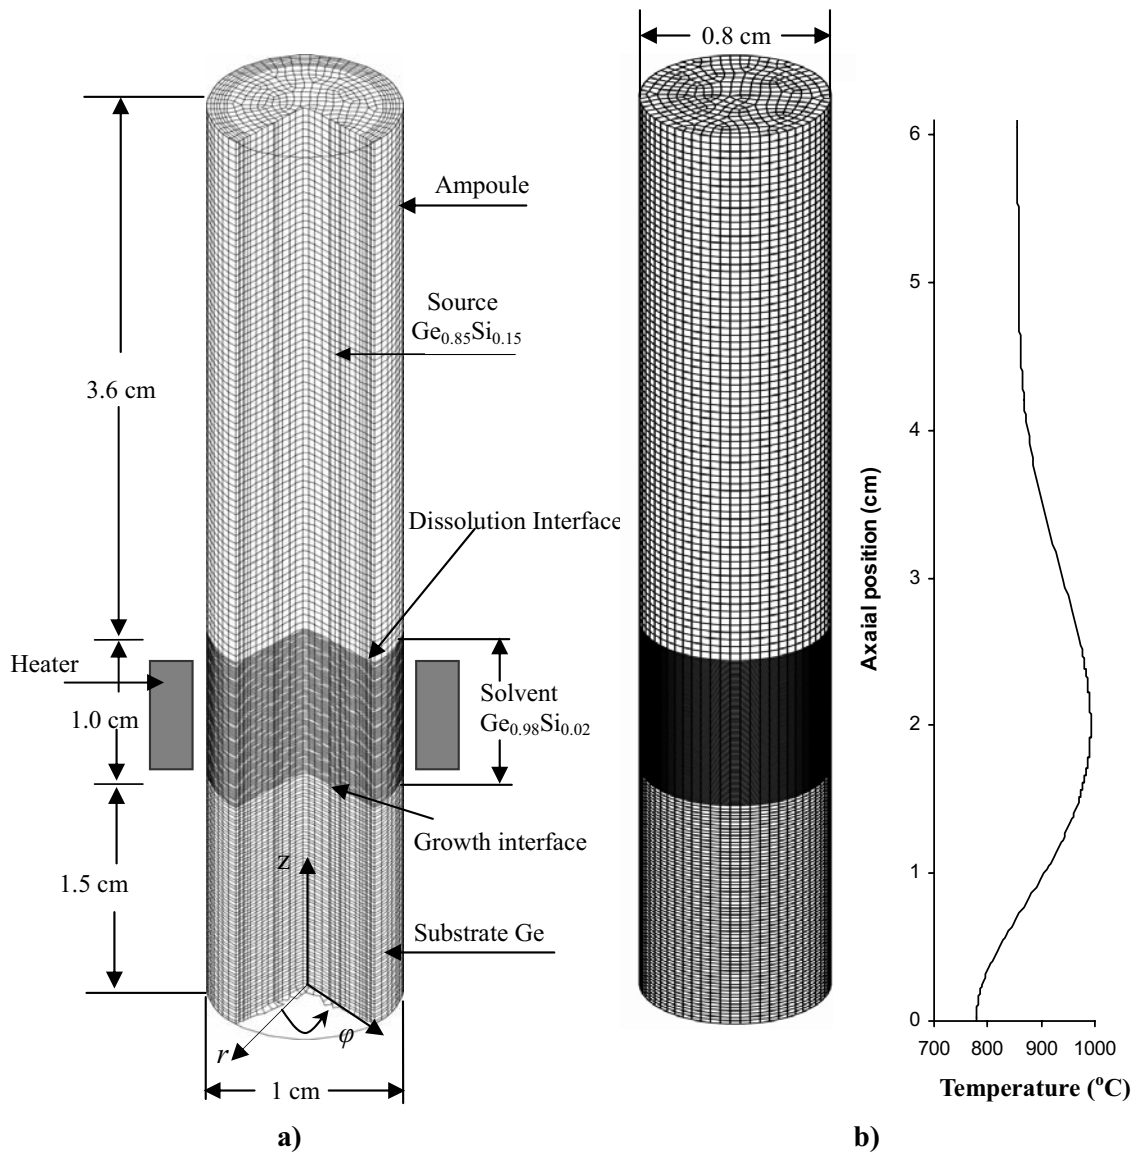 0.8 cm
Ampoule
Source
Ge0.85Si0.15
3.6 cm
Dissolution Interface
Heater
1.0 cm
Solvent
Ge0.98Si0.02
Growth interface
1.5 cm
z
Substrate Ge
r
φ
1 cm
a)
Axaial position (cm)
6
5
4
3
2
1
0
700 800 900 1000
Temperature (oC)
b)